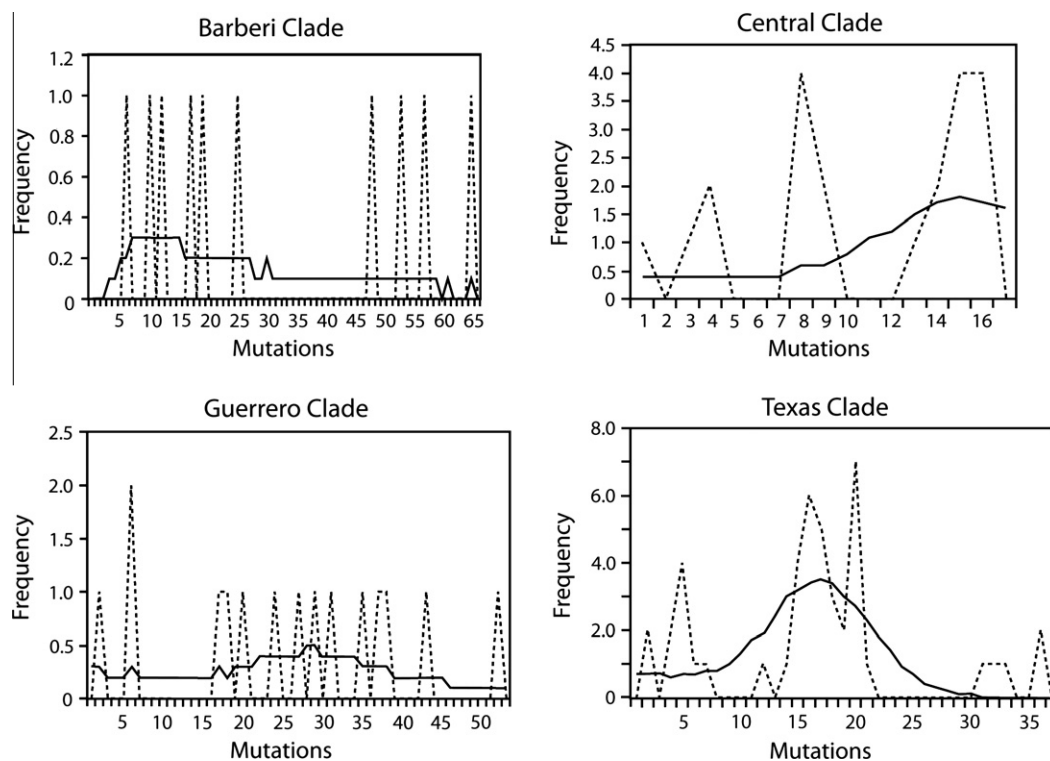 Barberi Clade
Central Clade
1.2
1.0
0.8
0.6
0.4
0.2
0
Frequency
5 10 15 20 25 30 35 40 45 50 55 60 65
Mutations
4.5
4.0
3.5
3.0
2.5
2.0
1.5
1.0
0.5
0
Frequency
1 2 3 4 5 6 7 8 9 10 12 14 16
Mutations
Guerrero Clade
Texas Clade
2.5
2.0
1.5
1.0
0.5
0
Frequency
5 10 15 20 25 30 35 40 45 50
Mutations
8.0
6.0
4.0
2.0
0
Frequency
5 10 15 20 25 30 35
Mutations